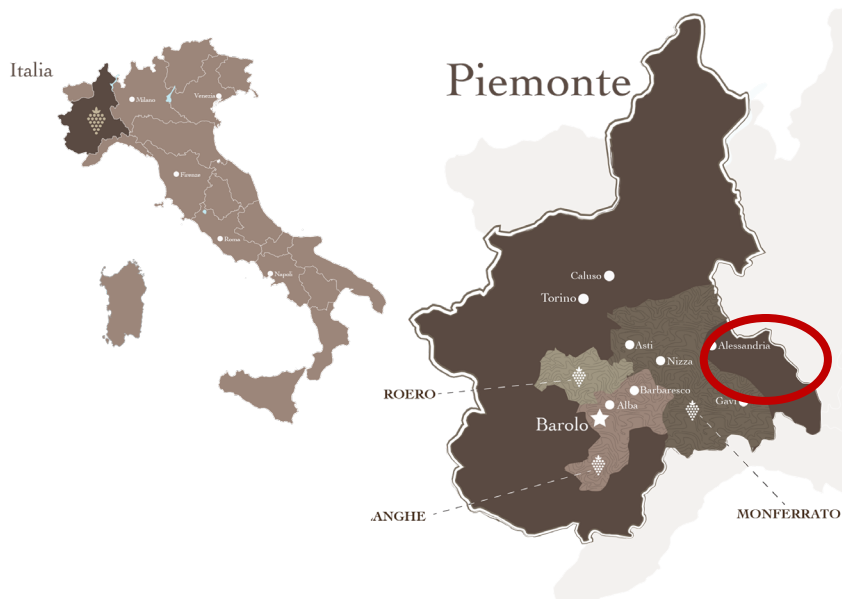 Italia
Milano
Venezia
Firenze
Roma
Napoli
Piemonte
Caluso
Torino
Asti
Alessandria
Nizza
ROERO
Barbaresco
Gavi
Alba
Barolo
ANGHE
MONFERRATO